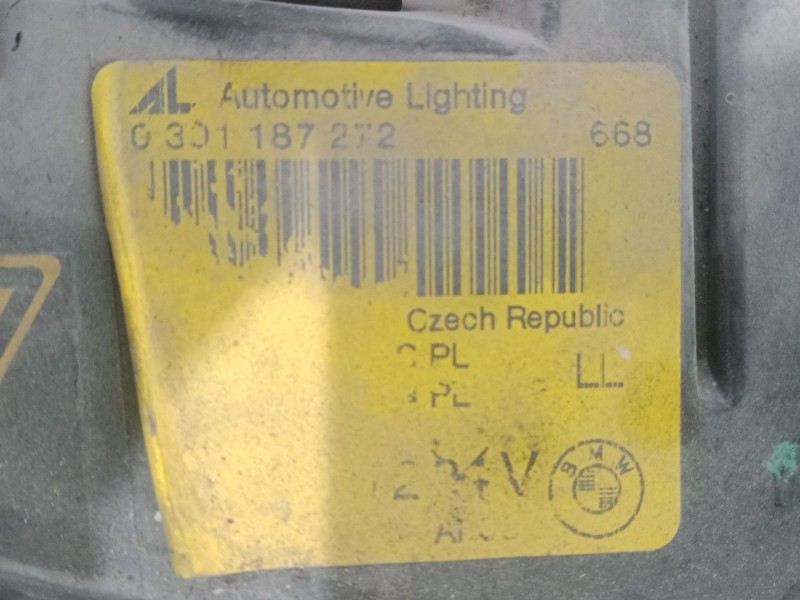 AL Automotive Lighting
0 301 187 272 668
Czech Republic
PL LL
PL
BMW